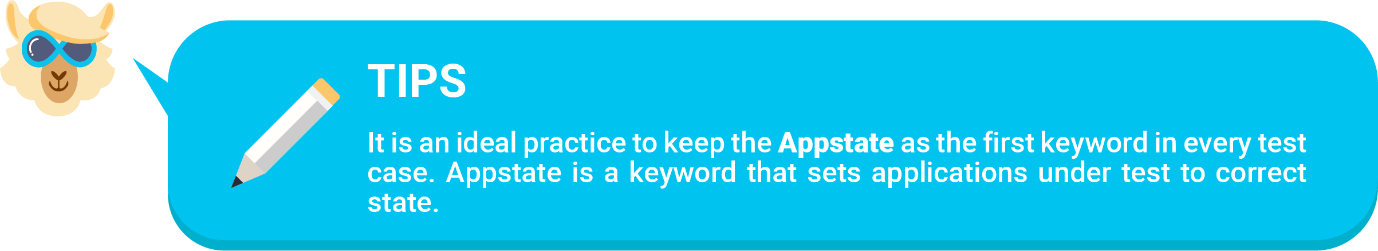 TIPS
It is an ideal practice to keep the Appstate as the first keyword in every test
case. Appstate is a keyword that sets applications under test to correct
state.